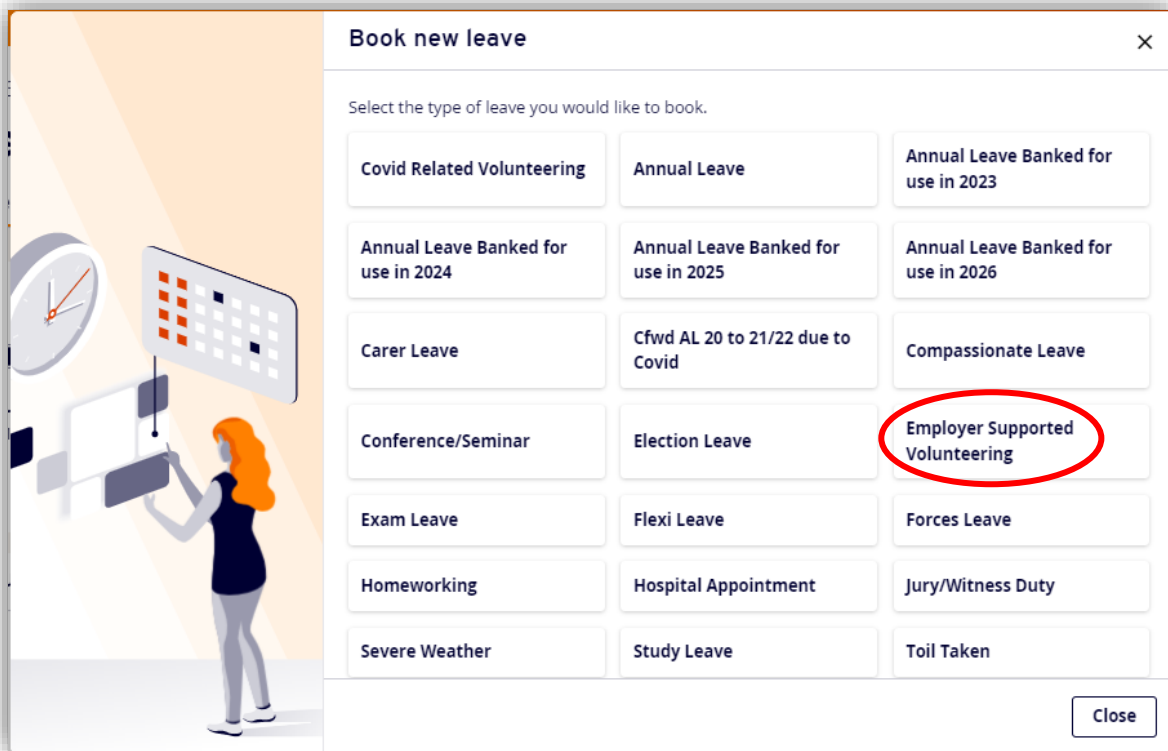 Book new leave
Select the type of leave you would like to book.
Covid Related Volunteering
Annual Leave
Annual Leave Banked for
use in 2023
Annual Leave Banked for
use in 2024
Annual Leave Banked for
use in 2025
Annual Leave Banked for
use in 2026
Carer Leave
Cfwd AL 20 to 21/22 due to
Covid
Compassionate Leave
Conference/Seminar
Election Leave
Employer Supported
Volunteering
Exam Leave
Flexi Leave
Forces Leave
Homeworking
Hospital Appointment
Jury/Witness Duty
Severe Weather
Study Leave
Toil Taken
Close